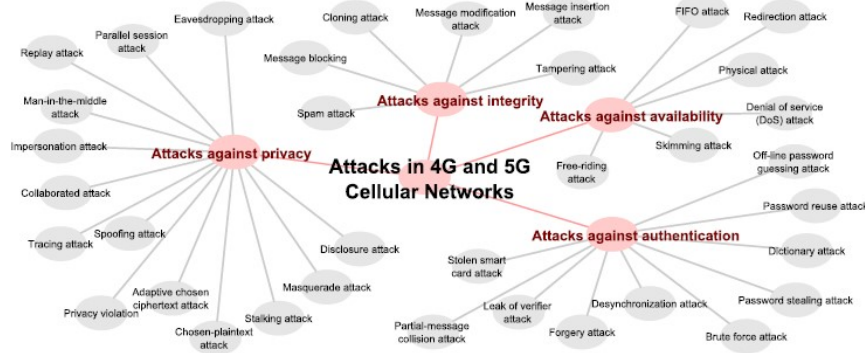 Eavesdropping attack
Parallel session
attack
Replay attack
Man-in-the-middle
attack
Impersonation attack
Collaborated attack
Tracing attack
Spoofing attack
Privacy violation
Adaptive chosen
ciphertext attack
Chosen-plaintext
attack
Stalking attack
Masquerade attack
Disclosure attack
Attacks against privacy
Cloning attack
Message modification
attack
Message insertion
attack
Message blocking
Tampering attack
Spam attack
Attacks against integrity
FIFO attack
Redirection attack
Physical attack
Denial of service
(DoS) attack
Skimming attack
Free-riding
attack
Attacks against availability
Attacks in 4G and 5G
Cellular Networks
Off-line password
guessing attack
Password reuse attack
Dictionary attack
Password stealing attack
Brute force attack
Desynchronization attack
Forgery attack
Leak of verifier
attack
Partial-message
collision attack
Stolen smart
card attack
Attacks against authentication